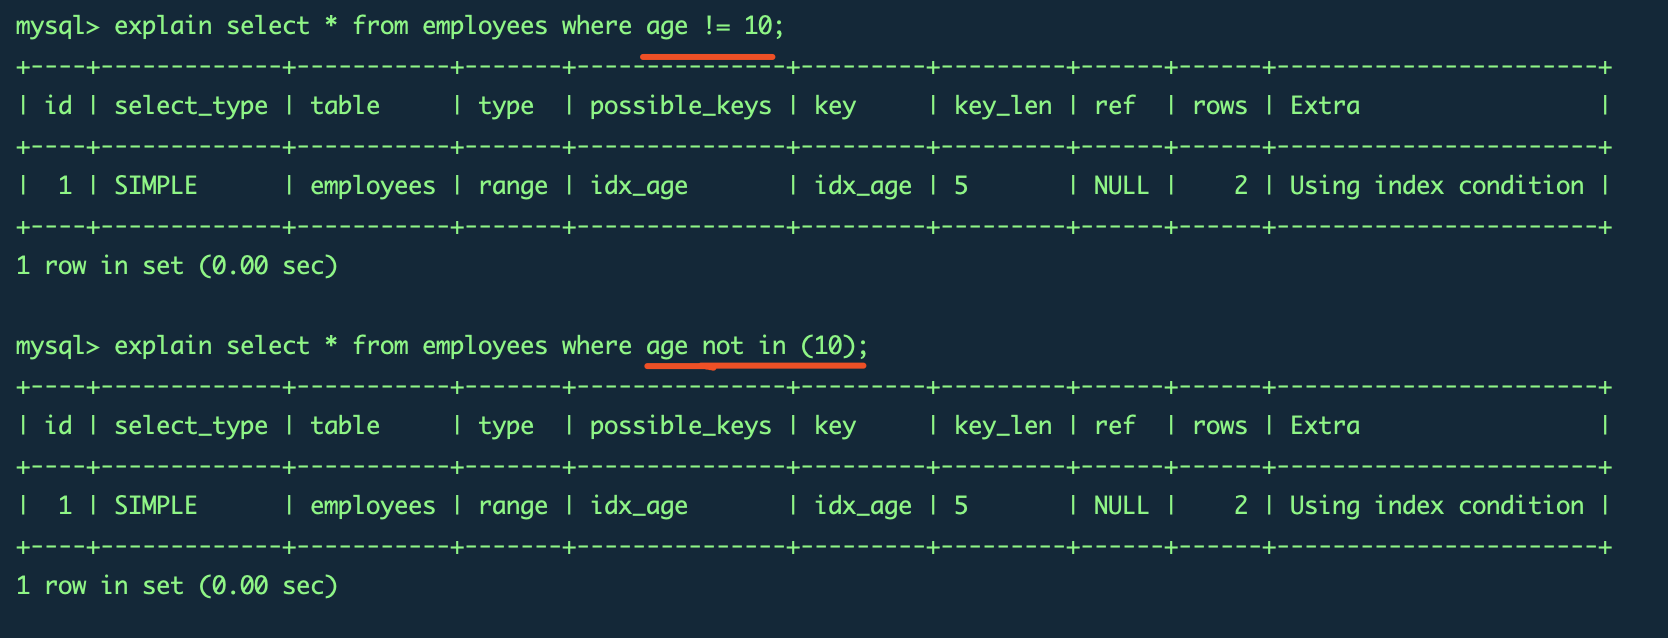 mysql> explain select * from employees where age != 10;
+----+-------------+-----------+-------+---------------+---------+---------+------+------+-----------------------+
| id | select_type | table     | type  | possible_keys | key     | key_len | ref  | rows | Extra                 |
+----+-------------+-----------+-------+---------------+---------+---------+------+------+-----------------------+
|  1 | SIMPLE      | employees | range | idx_age       | idx_age | 5       | NULL |    2 | Using index condition |
+----+-------------+-----------+-------+---------------+---------+---------+------+------+-----------------------+
1 row in set (0.00 sec)
mysql> explain select * from employees where age not in (10);
+----+-------------+-----------+-------+---------------+---------+---------+------+------+-----------------------+
| id | select_type | table     | type  | possible_keys | key     | key_len | ref  | rows | Extra                 |
+----+-------------+-----------+-------+---------------+---------+---------+------+------+-----------------------+
|  1 | SIMPLE      | employees | range | idx_age       | idx_age | 5       | NULL |    2 | Using index condition |
+----+-------------+-----------+-------+---------------+---------+---------+------+------+-----------------------+
1 row in set (0.00 sec)